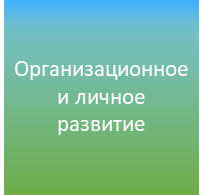 Организационное
и личное
развитие